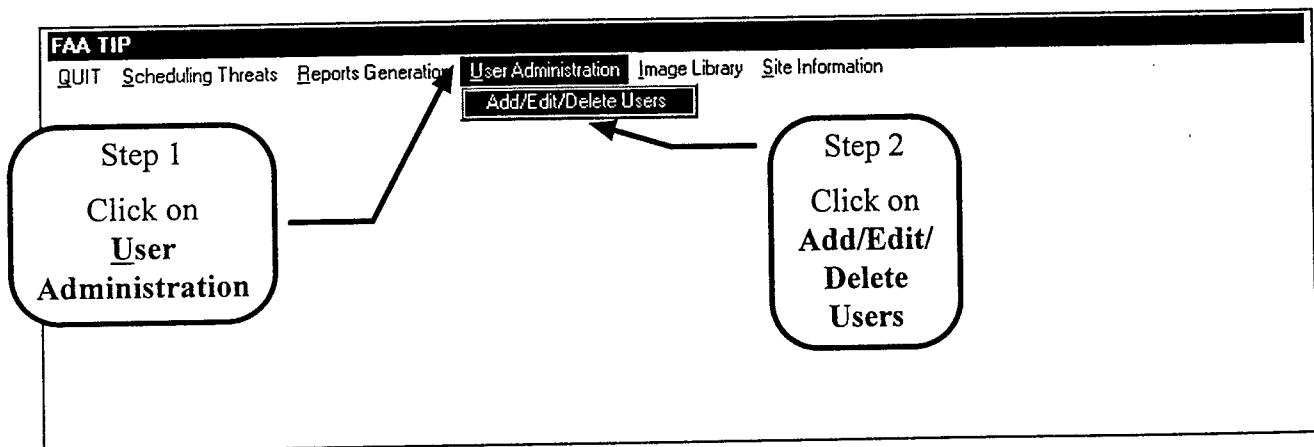 FAA TIP
QUIT Scheduling Threats Reports Generation User Administration Image Library Site Information
Add/Edit/Delete Users
Step 1
Click on
User
Administration
Step 2
Click on
Add/Edit/
Delete
Users